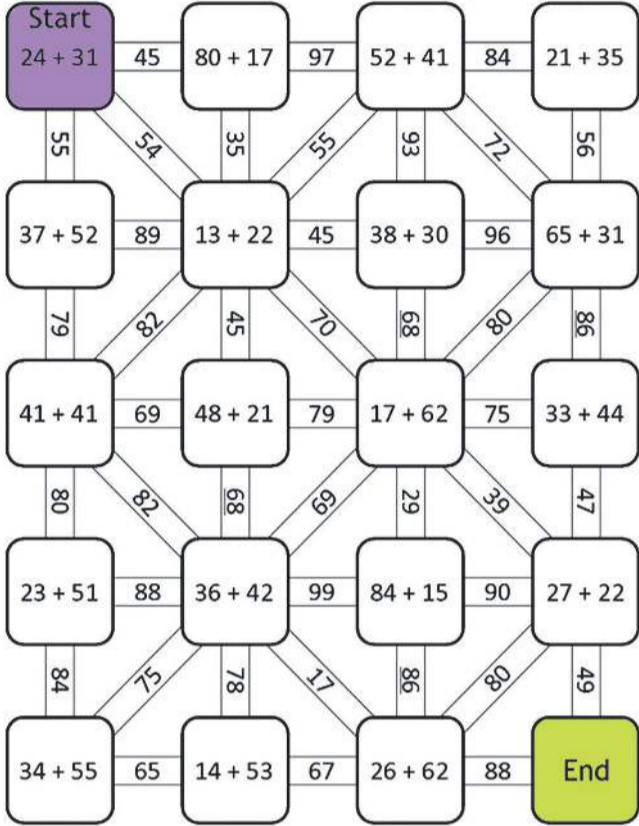 Start
24 + 31 45 80 + 17 97 52 + 41 84 21 + 35
55 54 35 55 93 72 56
37 + 52 89 13 + 22 45 38 + 30 96 65 + 31
79 82 45 70 68 80 86
41 + 41 69 48 + 21 79 17 + 62 75 33 + 44
80 82 68 69 29 39 47
23 + 51 88 36 + 42 99 84 + 15 90 27 + 22
84 75 78 17 86 80 49
34 + 55 65 14 + 53 67 26 + 62 88 End